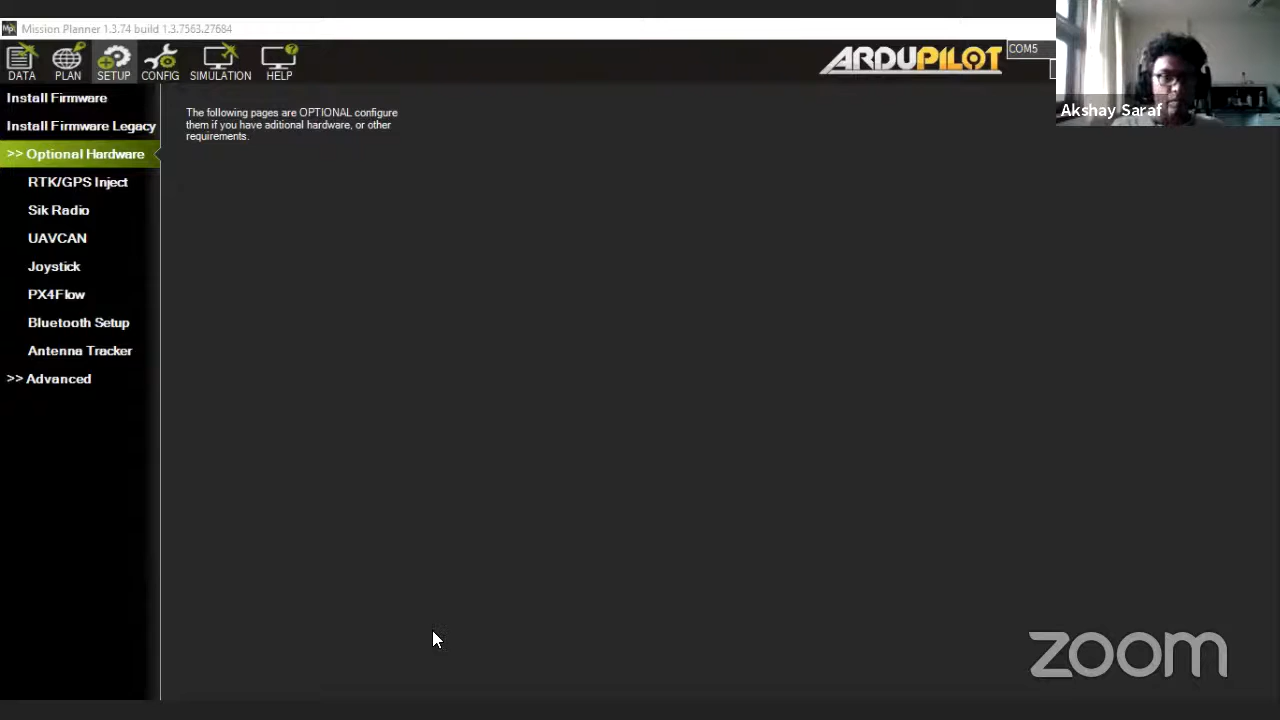 Mission Planner 1.3.74 build 1.3.7563.27684
DATA
PLAN
SETUP
CONFIG
SIMULATION
HELP
ARDUPILOT
COM5
Akshay Saraf
Install Firmware
Install Firmware Legacy
>> Optional Hardware
RTK/GPS Inject
Sik Radio
UAVCAN
Joystick
PX4Flow
Bluetooth Setup
Antenna Tracker
>> Advanced
The following pages are OPTIONAL configure
them if you have aditional hardware, or other
requirements.
zoom